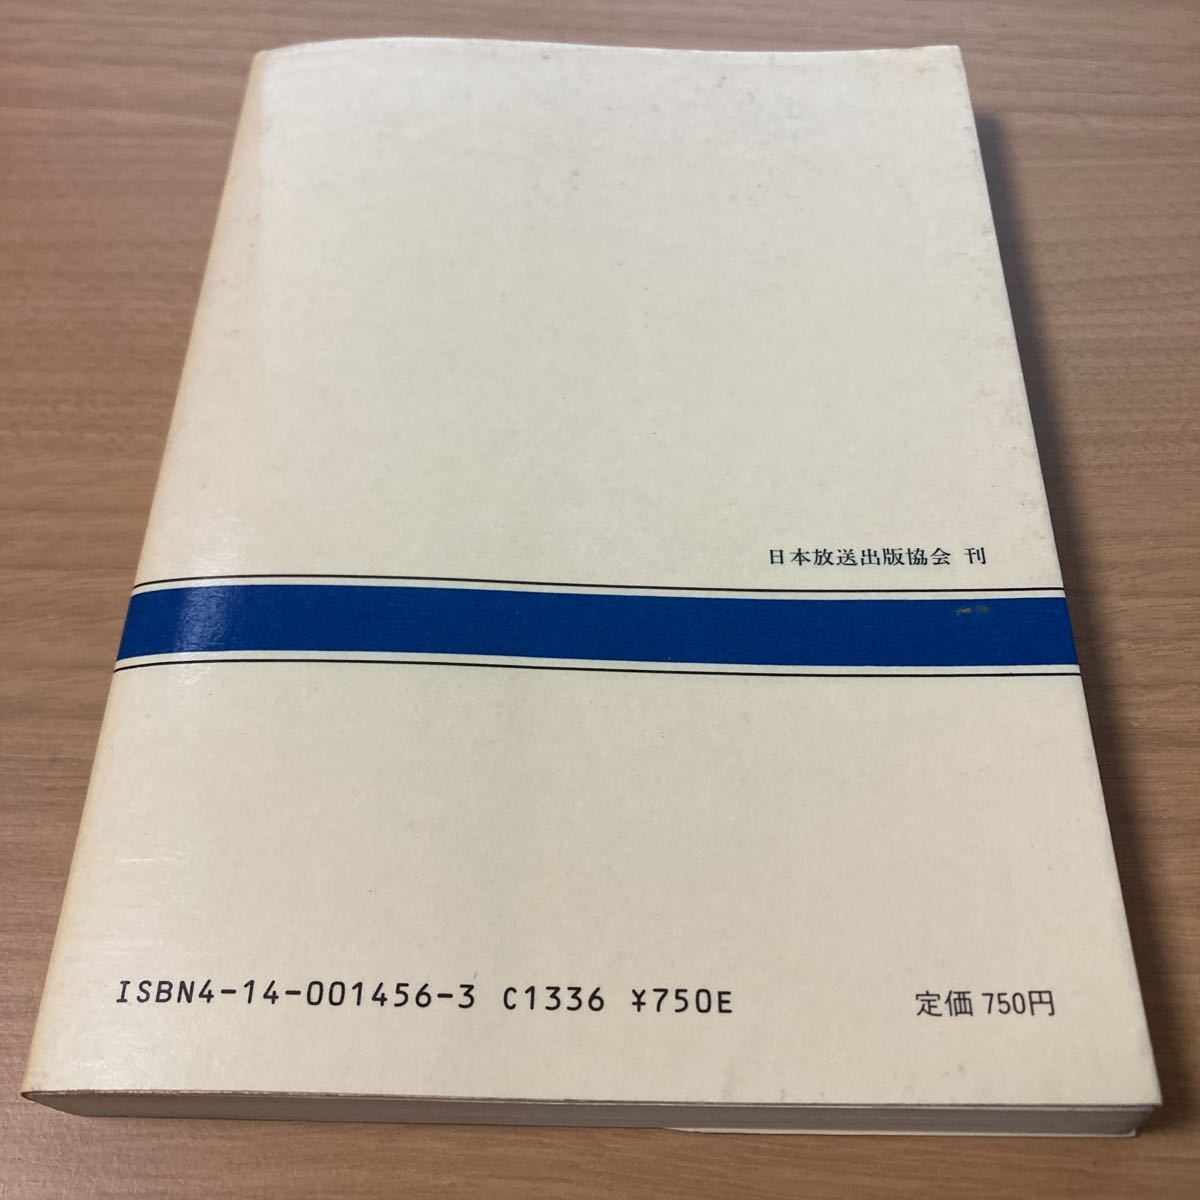 日本放送出版協会 刊
ISBN4-14-001456-3 C1336 ¥750E
定価 750円